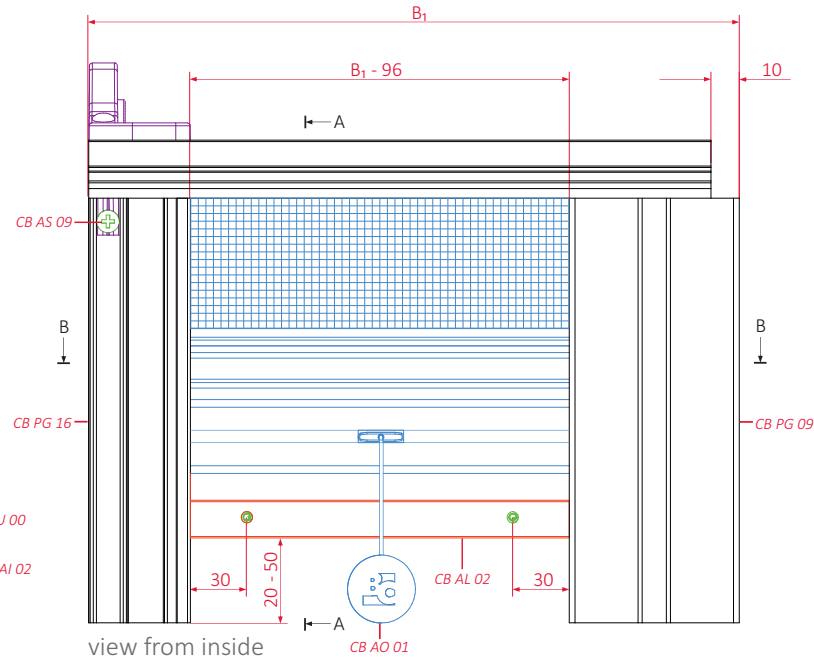 B₁
B₁ - 96
10
A
CB AS 09
B
B
CB PG 16
CB PG 09
U 00
AI 02
30
20 - 50
CB AL 02
30
A
view from inside
CB AO 01